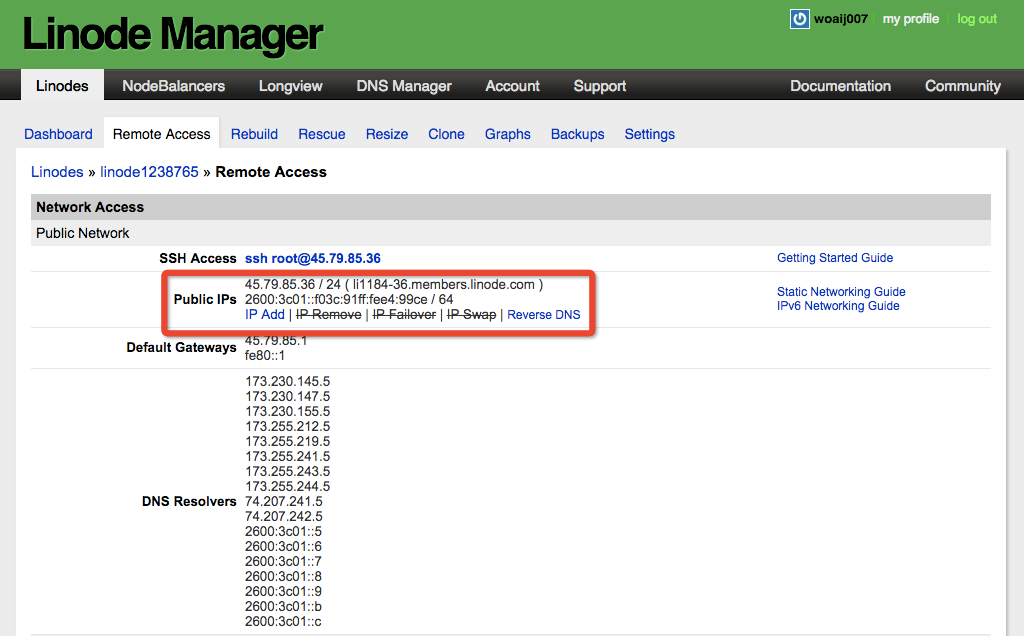 Linode Manager
woaij007 | my profile | log out
Linodes NodeBalancers Longview DNS Manager Account Support Documentation Community
Dashboard Remote Access Rebuild Rescue Resize Clone Graphs Backups Settings
Linodes » linode1238765 » Remote Access
Network Access
Public Network
SSH Access ssh root@45.79.85.36 Getting Started Guide
Public IPs
45.79.85.36 / 24 ( li1184-36.members.linode.com )
2600:3c01::f03c:91ff:fee4:99ce / 64
IP Add | IP Remove | IP Failover | IP Swap | Reverse DNS
Static Networking Guide
IPv6 Networking Guide
Default Gateways
45.79.85.1
fe80::1
DNS Resolvers
173.230.145.5
173.230.147.5
173.230.155.5
173.255.212.5
173.255.219.5
173.255.241.5
173.255.243.5
173.255.244.5
74.207.241.5
74.207.242.5
2600:3c01::5
2600:3c01::6
2600:3c01::7
2600:3c01::8
2600:3c01::9
2600:3c01::b
2600:3c01::c